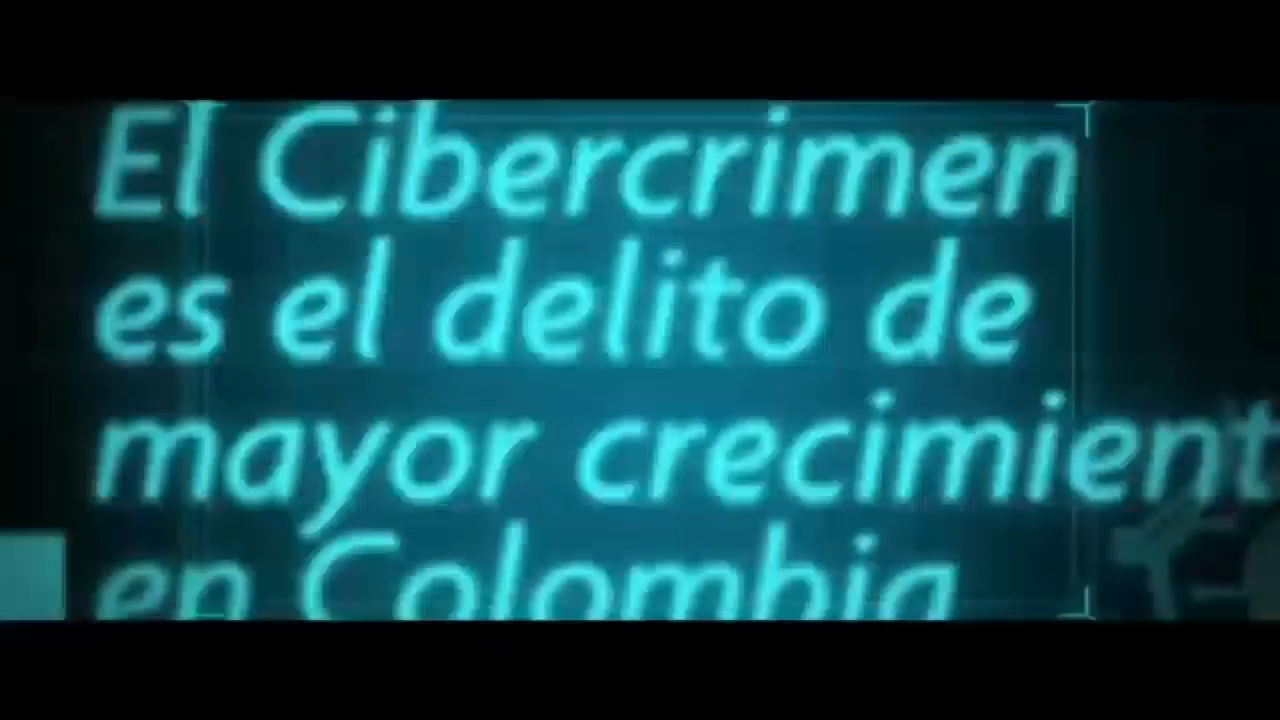 El Cibercrimen
es el delito de
mayor crecimient
en Colombia